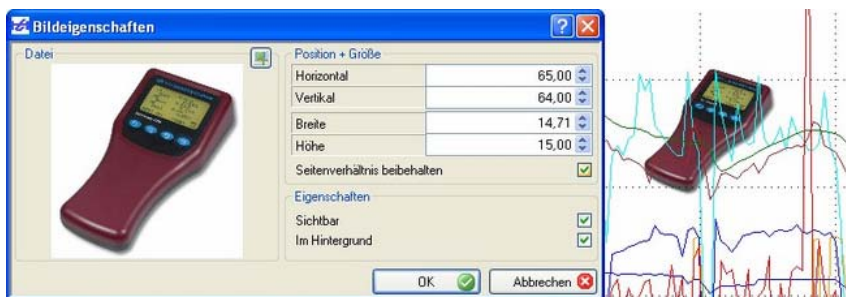 Bildeigenschaften
Datei
Position + Größe
Horizontal 65,00
Vertikal 64,00
Breite 14,71
Höhe 15,00
Seitenverhältnis beibehalten
Eigenschaften
Sichtbar
Im Hintergrund
OK
Abbrechen